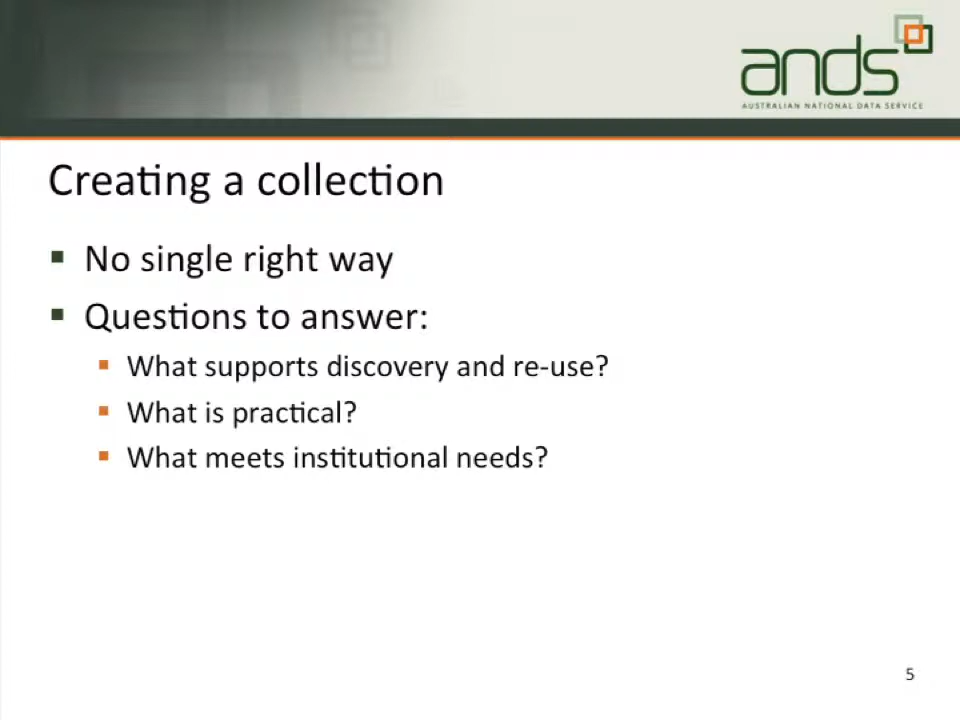 ands
AUSTRALIAN NATIONAL DATA SERVICE
Creating a collection
No single right way
Questions to answer:
What supports discovery and re-use?
What is practical?
What meets institutional needs?
5